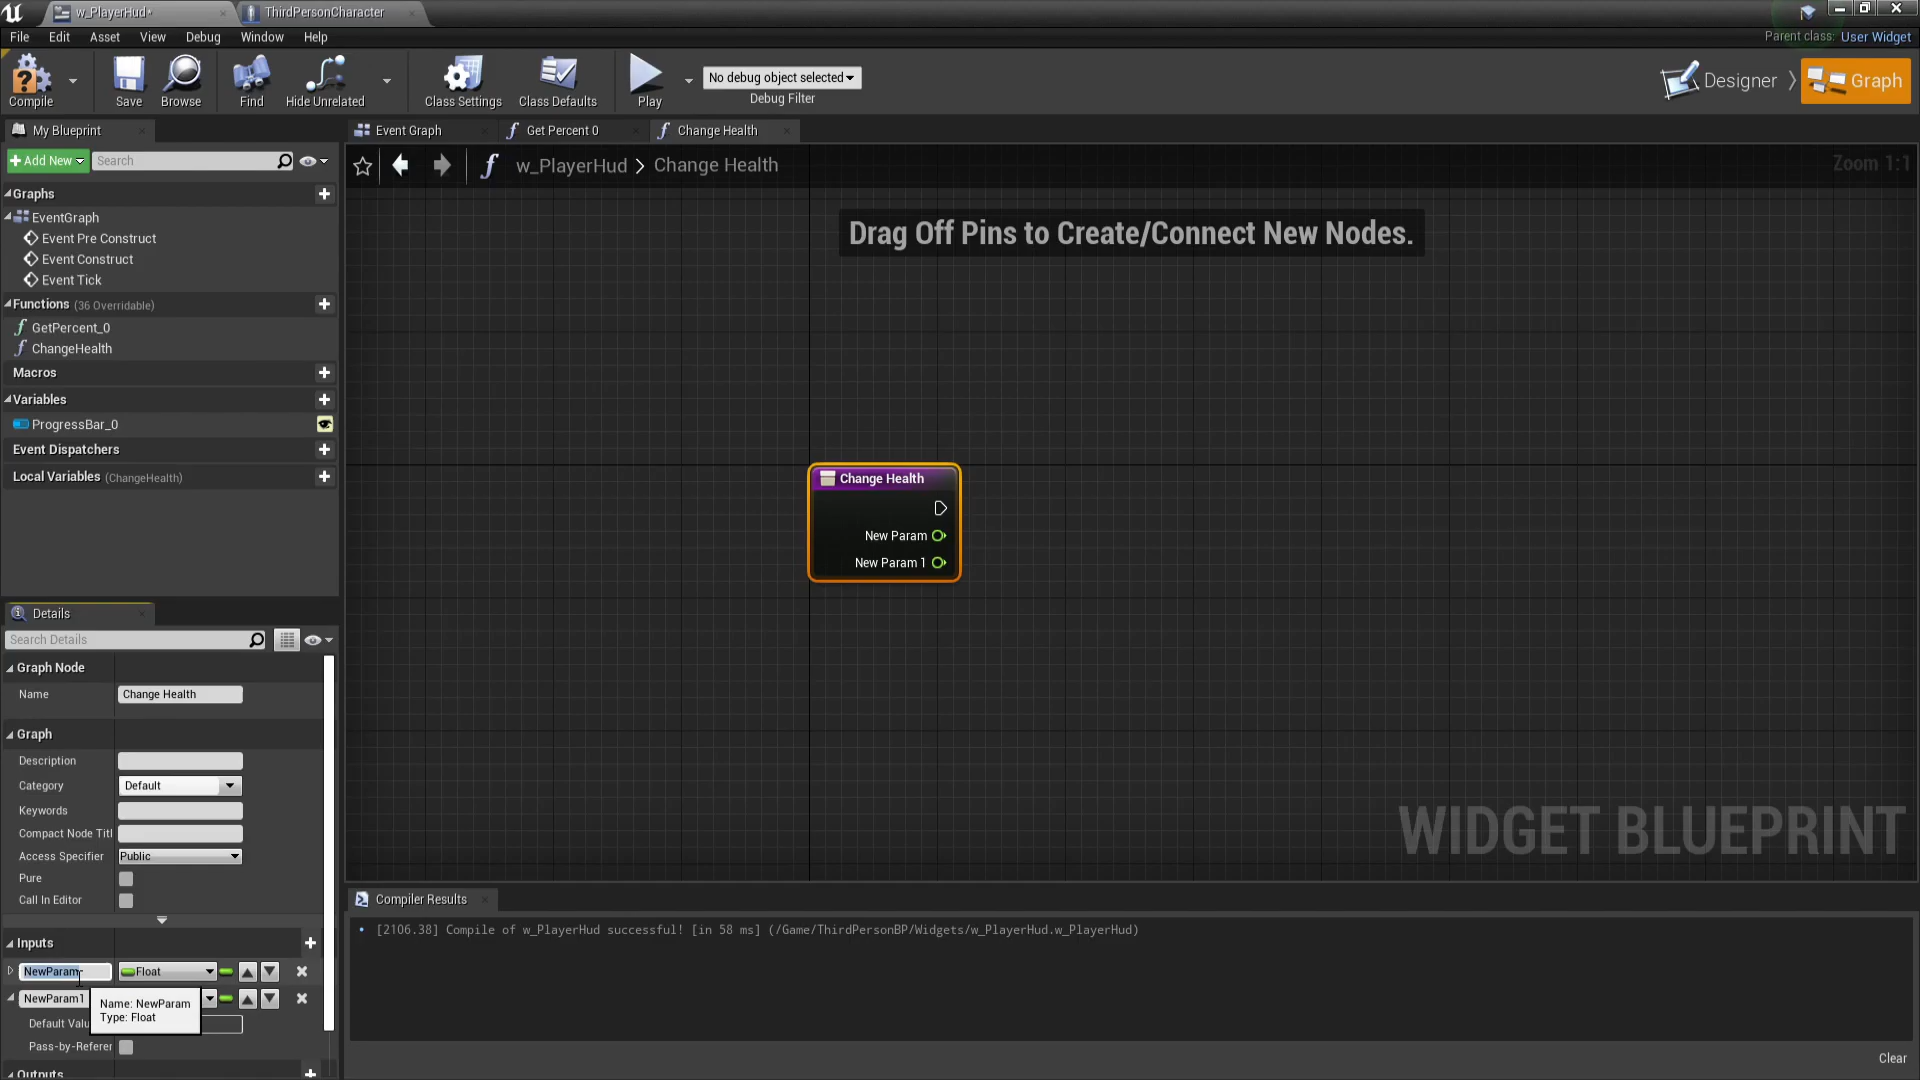 w_PlayerHud*
ThirdPersonCharacter
File
Edit
Asset
View
Debug
Window
Help
Parent class: User Widget
Compile
Save
Browse
Find
Hide Unrelated
Class Settings
Class Defaults
Play
No debug object selected
Debug Filter
Designer
Graph
My Blueprint
Event Graph
Get Percent 0
Change Health
Add New
Search
w_PlayerHud > Change Health
Zoom 1:1
Graphs
EventGraph
Event Pre Construct
Event Construct
Event Tick
Functions (36 Overridable)
GetPercent_0
ChangeHealth
Macros
Variables
ProgressBar_0
Event Dispatchers
Local Variables (ChangeHealth)
Drag Off Pins to Create/Connect New Nodes.
Change Health
New Param
New Param 1
WIDGET BLUEPRINT
Details
Search Details
Graph Node
Name
Change Health
Graph
Description
Category
Default
Keywords
Compact Node Titl
Access Specifier
Public
Pure
Call In Editor
Inputs
NewParam
Float
NewParam1
Name: NewParam
Type: Float
Default Valu
Pass-by-Referer
Outputs
Compiler Results
[2106.38] Compile of w_PlayerHud successful! [in 58 ms] (/Game/ThirdPersonBP/Widgets/w_PlayerHud.w_PlayerHud)
Clear